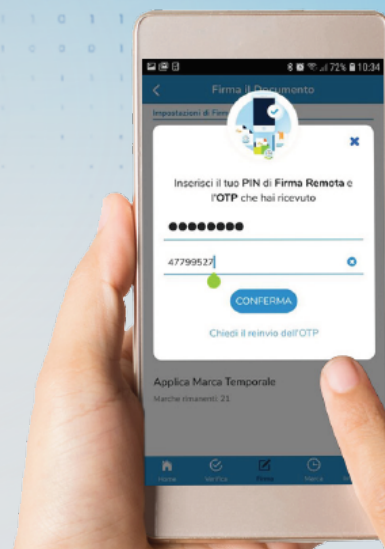 72% 10:34
Firma il Documento
Impostazioni di Firma
Inserisci il tuo PIN di Firma Remota e
l'OTP che hai ricevuto
●●●●●●●●
47799527
CONFERMA
Chiedi il reinvio dell'OTP
Applica Marca Temporale
Marche rimanenti: 21
Home Verifica Firma Marca